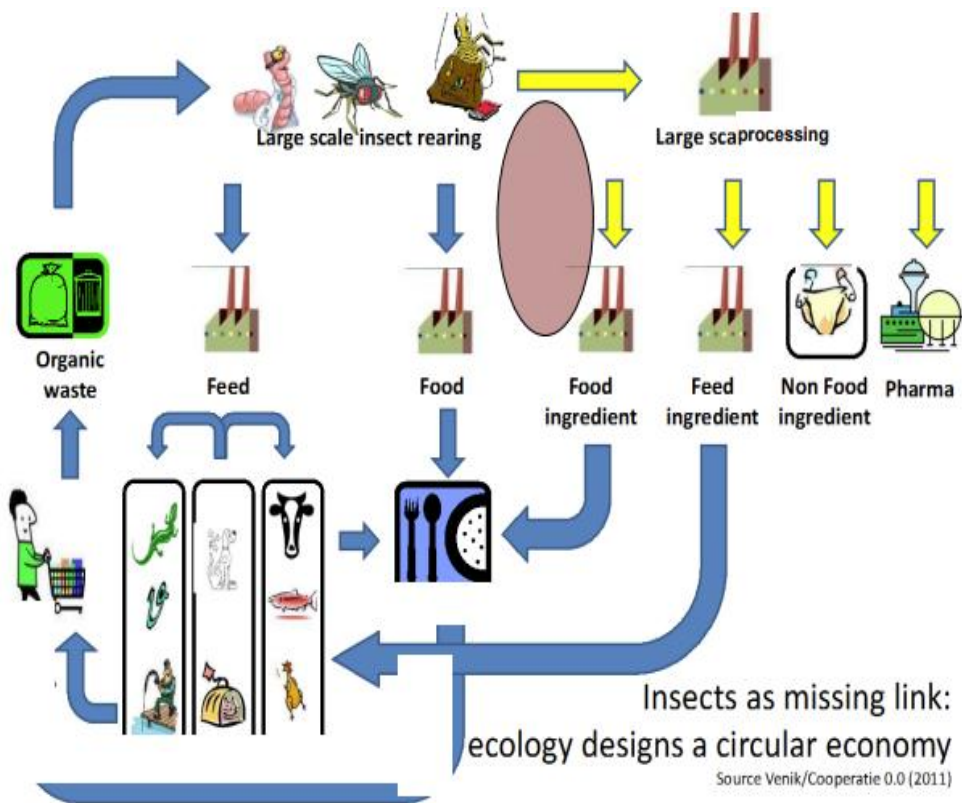 Large scale insect rearing
Large scaprocessing
Organic
waste
Feed
Food
Food
ingredient
Feed
ingredient
Non Food
ingredient
Pharma
Insects as missing link:
ecology designs a circular economy
Source Venik/Cooperatie 0.0 (2011)